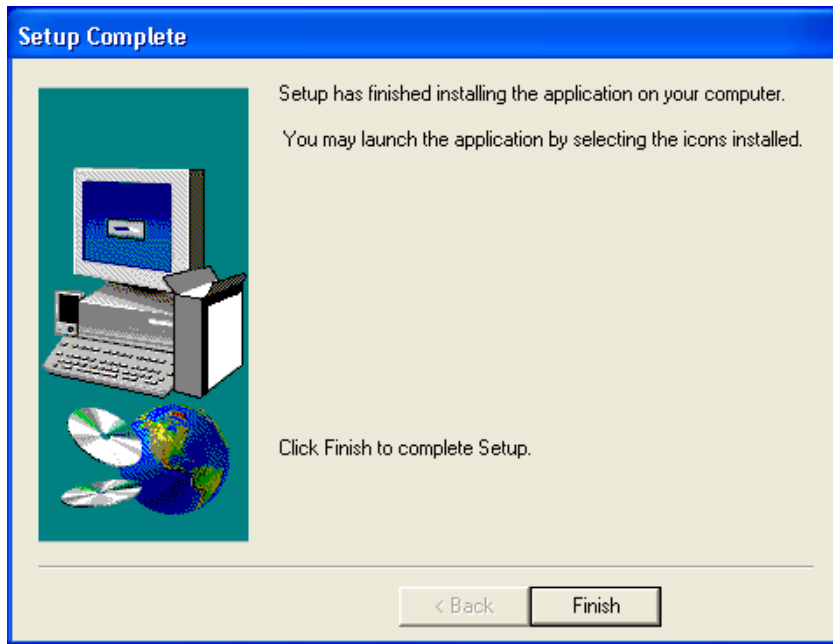 Setup Complete
Setup has finished installing the application on your computer.
You may launch the application by selecting the icons installed.
Click Finish to complete Setup.
< Back
Finish